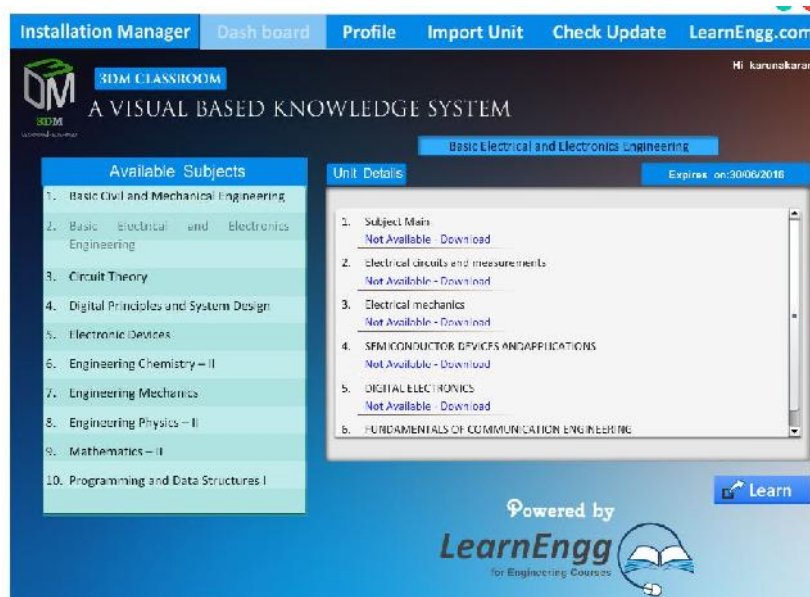 Installation Manager Dash board Profile Import Unit Check Update LearnEngg.com
Hi karunakaran
3DM CLASSROOM
A VISUAL BASED KNOWLEDGE SYSTEM
3DM
Basic Electrical and Electronics Engineering
Available Subjects
1. Basic Civil and Mechanical Engineering
2. Basic Electrical and Electronics
Engineering
3. Circuit Theory
4. Digital Principles and System Design
5. Electronic Devices
6. Engineering Chemistry – II
7. Engineering Mechanics
8. Engineering Physics – II
9. Mathematics – II
10. Programming and Data Structures I
Unit Details
Expires on:30/06/2016
1. Subject Main
Not Available - Download
2. Electrical circuits and measurements
Not Available - Download
3. Electrical mechanics
Not Available - Download
4. SEMICONDUCTOR DEVICES ANDAPPLICATIONS
Not Available - Download
5. DIGITAL ELECTRONICS
Not Available - Download
6. FUNDAMENTALS OF COMMUNICATION ENGINEERING
Learn
Powered by
LearnEngg
for Engineering Courses